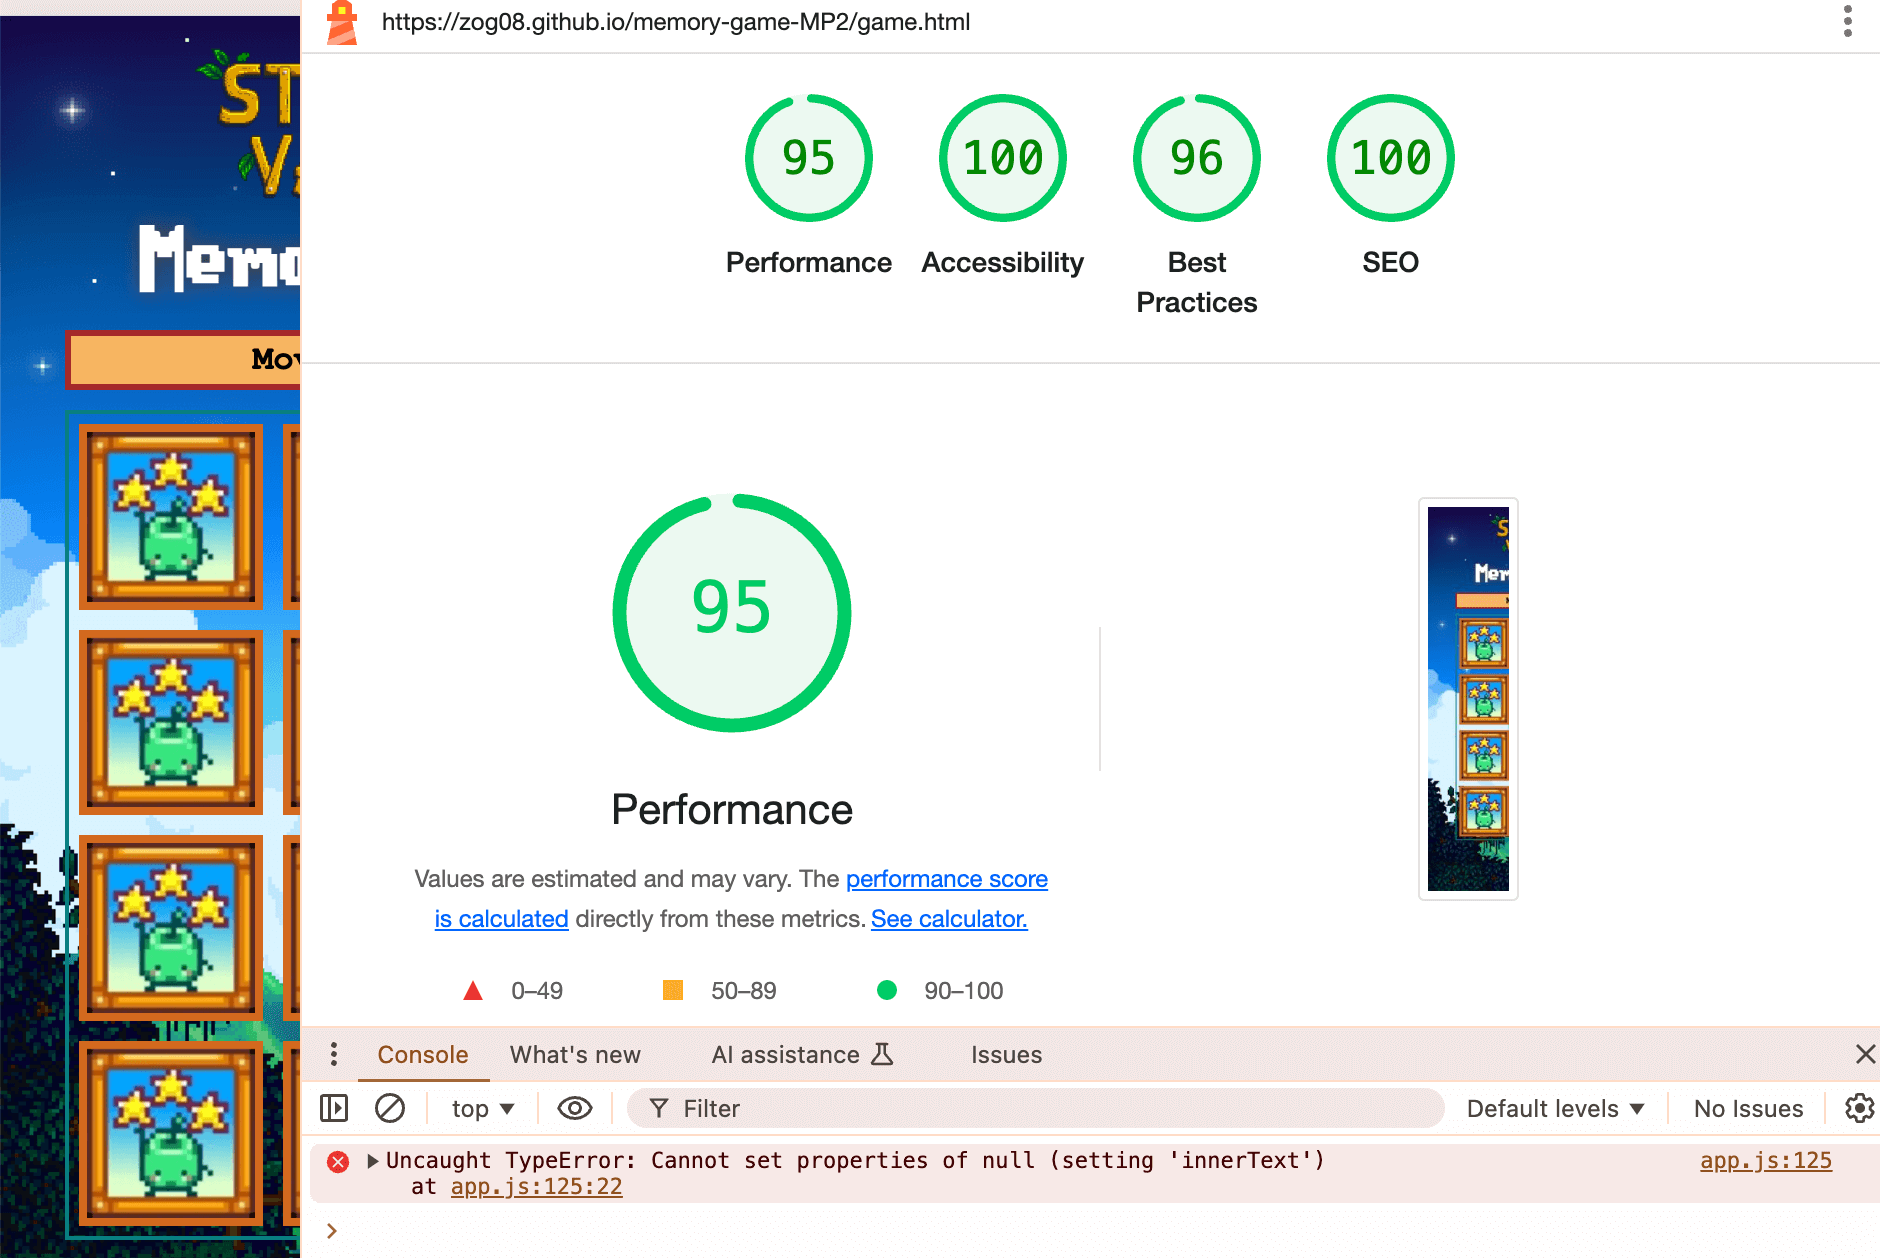 https://zog08.github.io/memory-game-MP2/game.html
ST
V
Memo
Mov
95
100
96
100
Performance
Accessibility
Best
Practices
SEO
95
Performance
Values are estimated and may vary. The performance score
is calculated directly from these metrics. See calculator.
0–49
50–89
90–100
S
Mer
Console
What's new
AI assistance
Issues
top
Filter
Default levels
No Issues
Uncaught TypeError: Cannot set properties of null (setting 'innerText')
app.js:125
at app.js:125:22